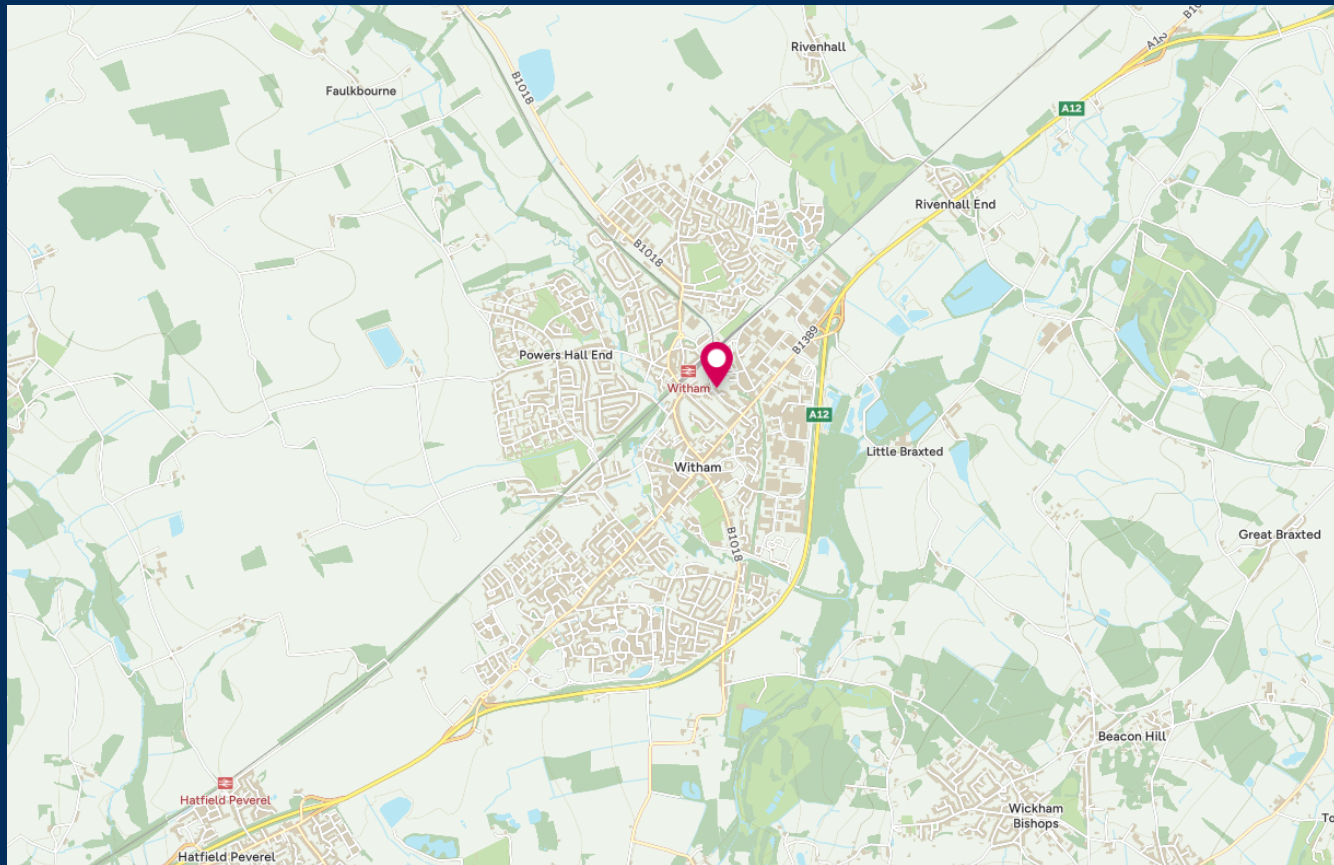 Rivenhall
Faulkbourne
B1018
A12
A12
Rivenhall End
B1018
B1389
Powers Hall End
Witham
A12
Little Braxted
Witham
B1018
Great Braxted
Beacon Hill
Hatfield Peverel
Wickham
Bishops
Hatfield Peverel